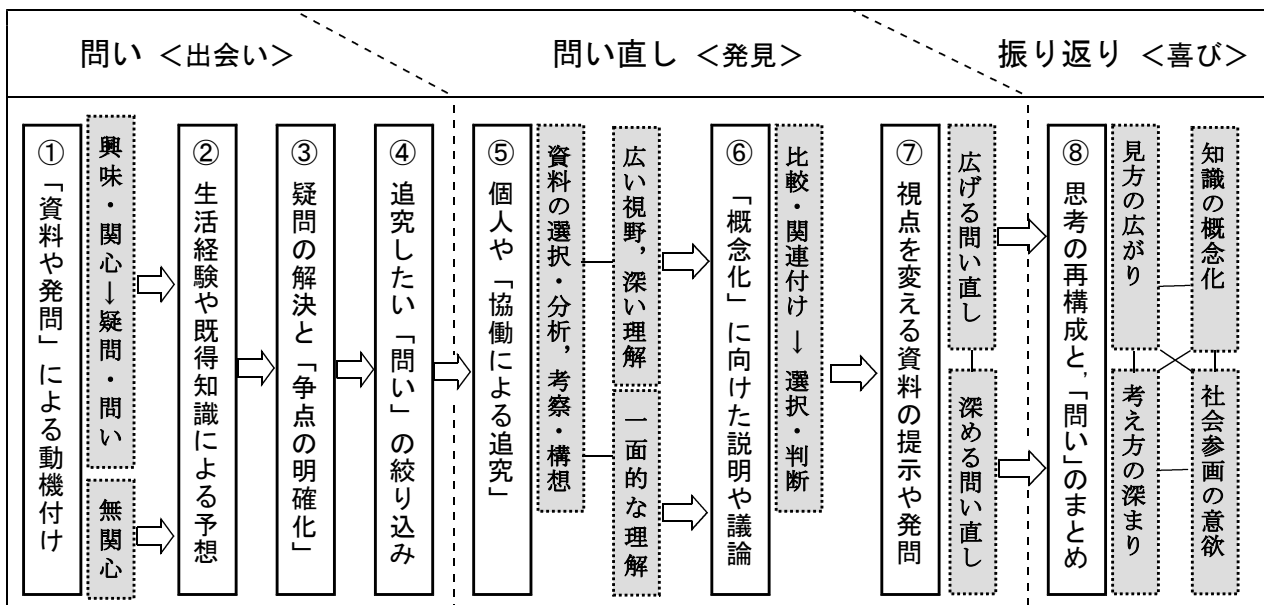 問い <出会い>
問い直し <発見>
振り返り <喜び>
①「資料や発問」による動機付け
興味・関心→疑問・問い
無関心
②生活経験や既得知識による予想
③疑問の解決と「争点の明確化」
④追究したい「問い」の絞り込み
⑤個人や「協働による追究」
資料の選択・分析，考察・構想
広い視野，深い理解
一面的な理解
⑥「概念化」に向けた説明や議論
比較・関連付け→選択・判断
⑦視点を変える資料の提示や発問
広げる問い直し
深める問い直し
⑧思考の再構成と，「問い」のまとめ
見方の広がり
考え方の深まり
知識の概念化
社会参画の意欲